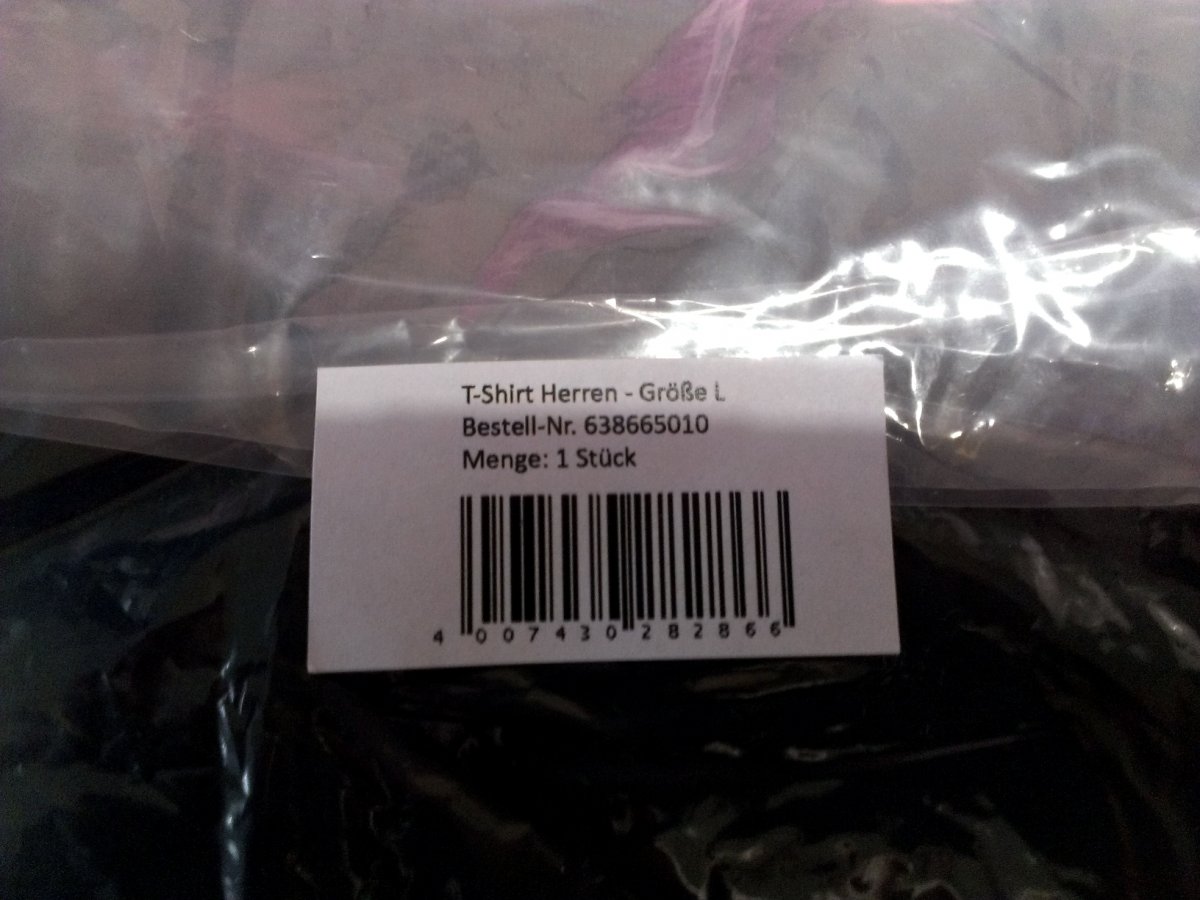 T-Shirt Herren - Größe L
Bestell-Nr. 638665010
Menge: 1 Stück
4 007430 282866